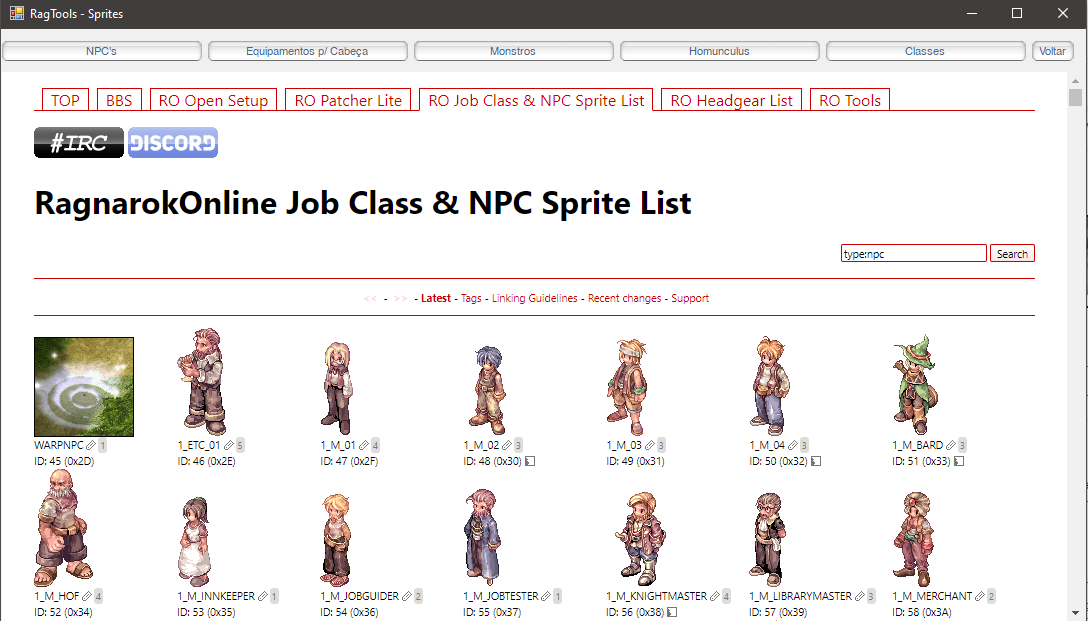 RagTools - Sprites
NPC's Equipamentos p/ Cabeça Monstros Homunculus Classes Voltar
TOP BBS RO Open Setup RO Patcher Lite RO Job Class & NPC Sprite List RO Headgear List RO Tools
#IRC DISCORD
RagnarokOnline Job Class & NPC Sprite List
type:npc Search
<< - >> - Latest - Tags - Linking Guidelines - Recent changes - Support
WARPNPC 1 1_ETC_01 5 1_M_01 4 1_M_02 3 1_M_03 3 1_M_04 3 1_M_BARD 3
ID: 45 (0x2D) ID: 46 (0x2E) ID: 47 (0x2F) ID: 48 (0x30) ID: 49 (0x31) ID: 50 (0x32) ID: 51 (0x33)
1_M_HOF 4 1_M_INNKEEPER 1 1_M_JOBGUIDER 2 1_M_JOBTESTER 1 1_M_KNIGHTMASTER 4 1_M_LIBRARYMASTER 3 1_M_MERCHANT 2
ID: 52 (0x34) ID: 53 (0x35) ID: 54 (0x36) ID: 55 (0x37) ID: 56 (0x38) ID: 57 (0x39) ID: 58 (0x3A)